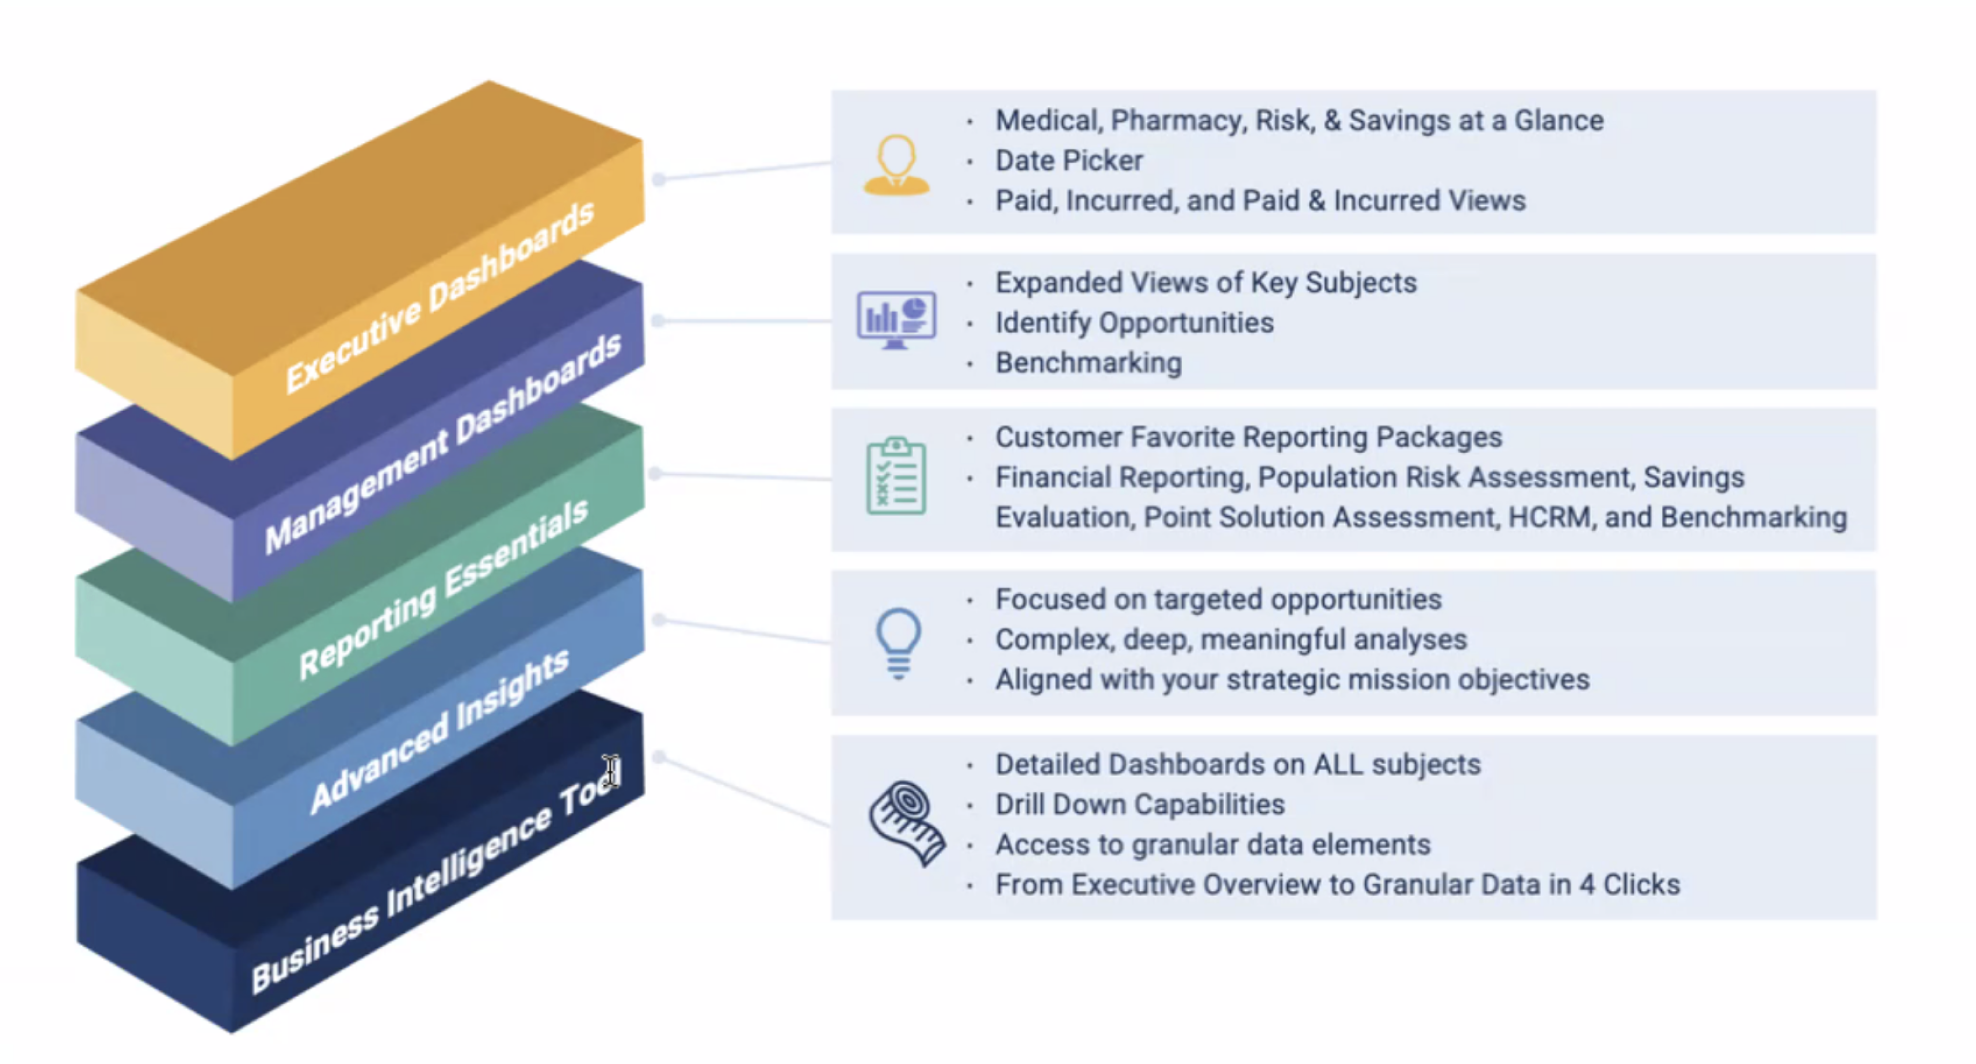 Executive Dashboards
· Medical, Pharmacy, Risk, & Savings at a Glance
· Date Picker
· Paid, Incurred, and Paid & Incurred Views
Management Dashboards
· Expanded Views of Key Subjects
· Identify Opportunities
· Benchmarking
Reporting Essentials
· Customer Favorite Reporting Packages
· Financial Reporting, Population Risk Assessment, Savings
Evaluation, Point Solution Assessment, HCRM, and Benchmarking
Advanced Insights
· Focused on targeted opportunities
· Complex, deep, meaningful analyses
· Aligned with your strategic mission objectives
Business Intelligence Tool
· Detailed Dashboards on ALL subjects
· Drill Down Capabilities
· Access to granular data elements
· From Executive Overview to Granular Data in 4 Clicks